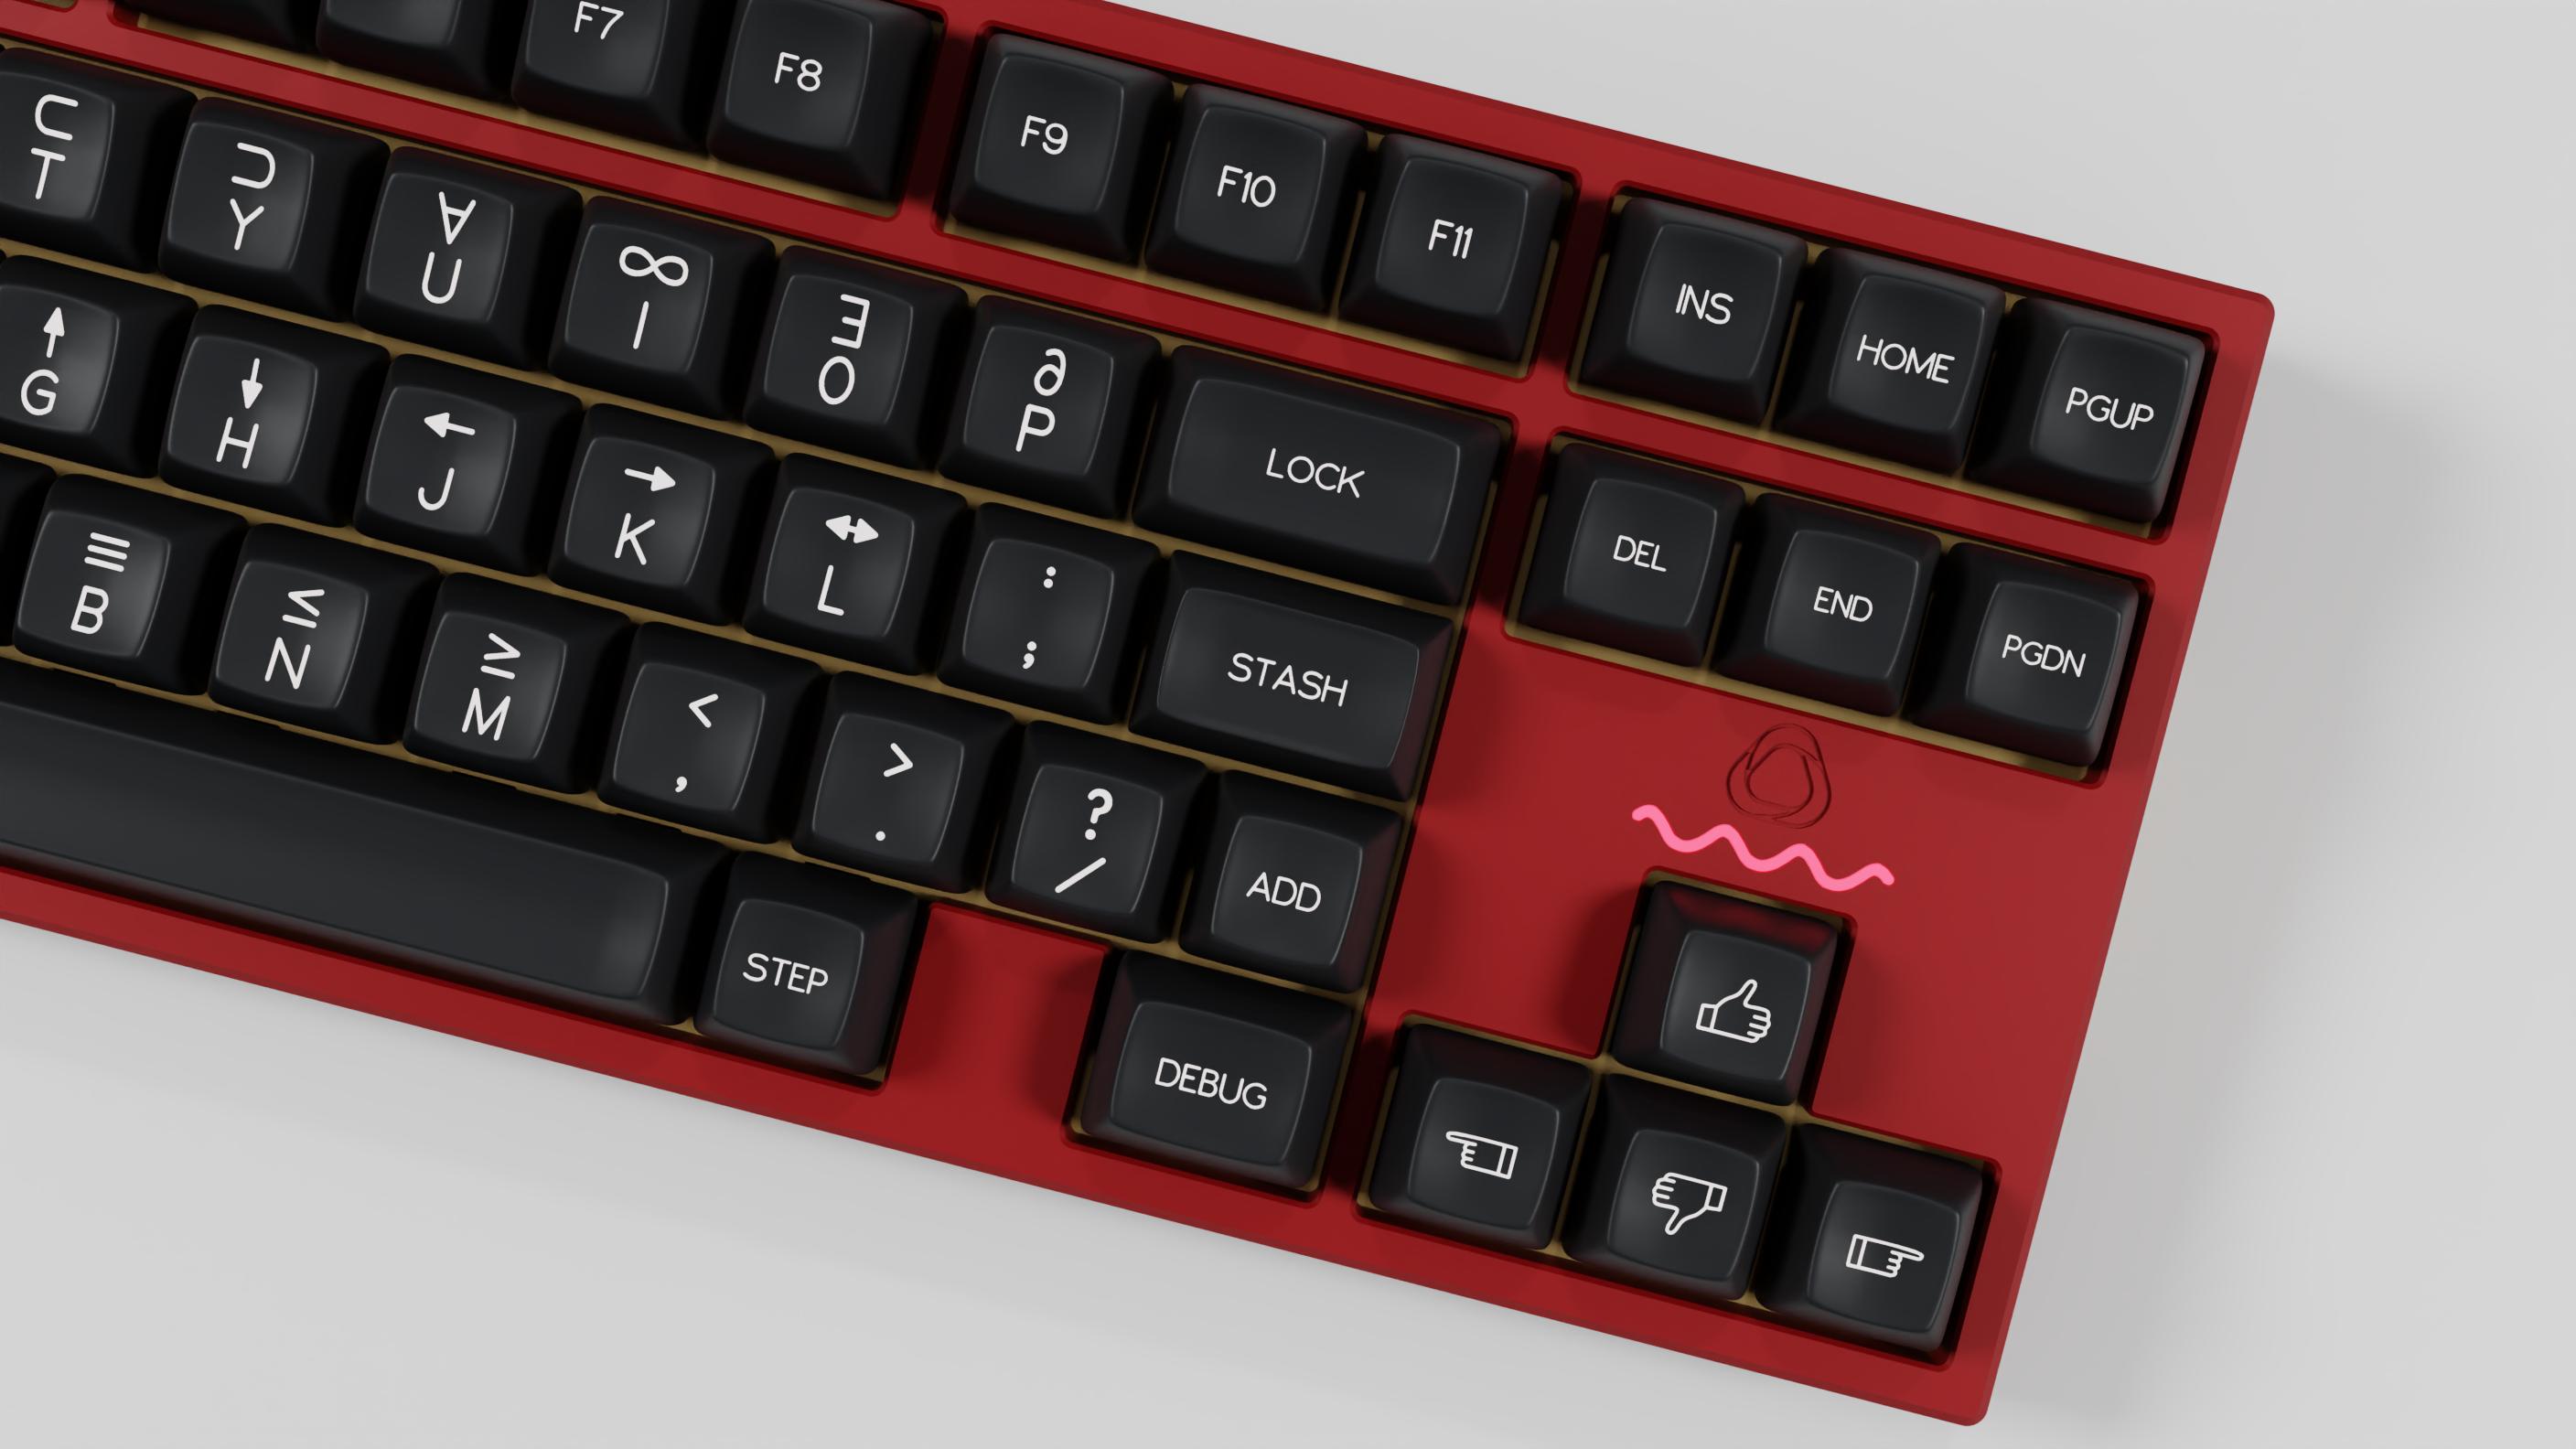 F7 F8 F9 F10 F11 INS HOME PGUP
⊂ ⊃ ∀ ∞ ∃ ∂
T Y U I O P LOCK DEL END PGDN
↑ ↓ ← → ↔ :
G H J K L ; STASH
≡ ≤ ≥ < > ?
B N M , . / ADD
STEP DEBUG